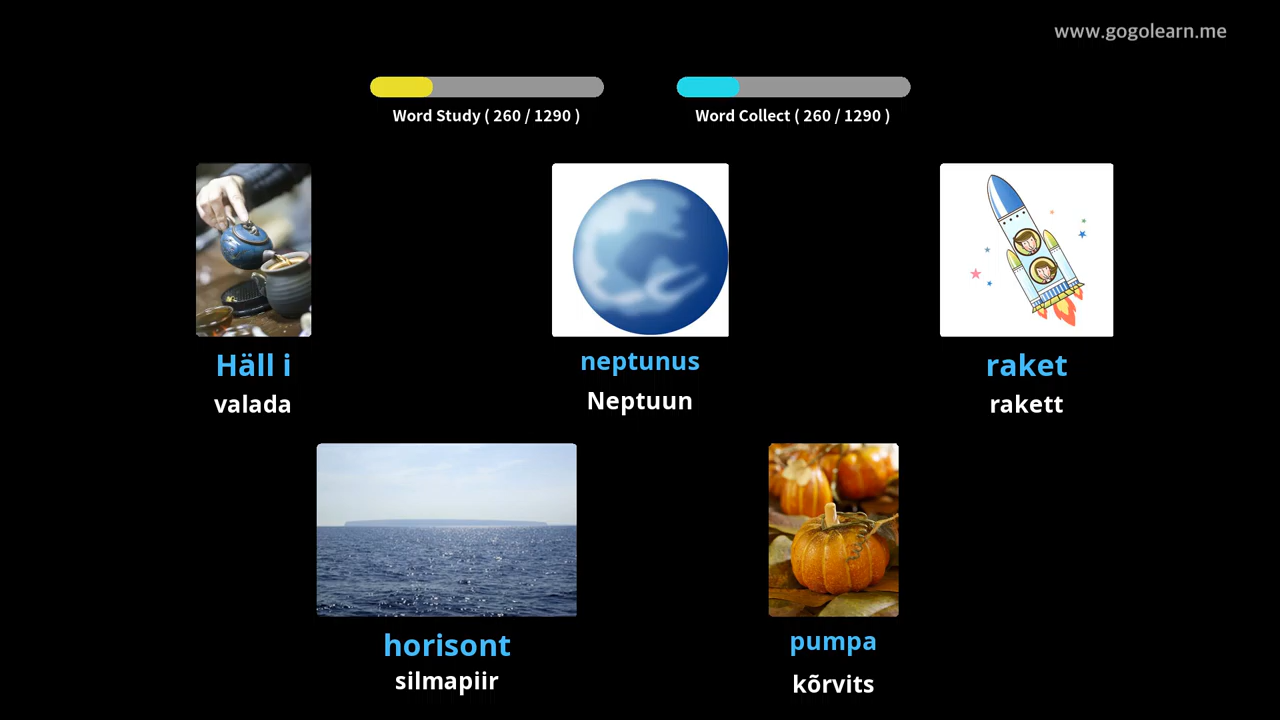 www.gogolearn.me
Word Study ( 260 / 1290 )
Word Collect ( 260 / 1290 )
Häll i
valada
neptunus
Neptuun
raket
rakett
horisont
silmapiir
pumpa
kõrvits